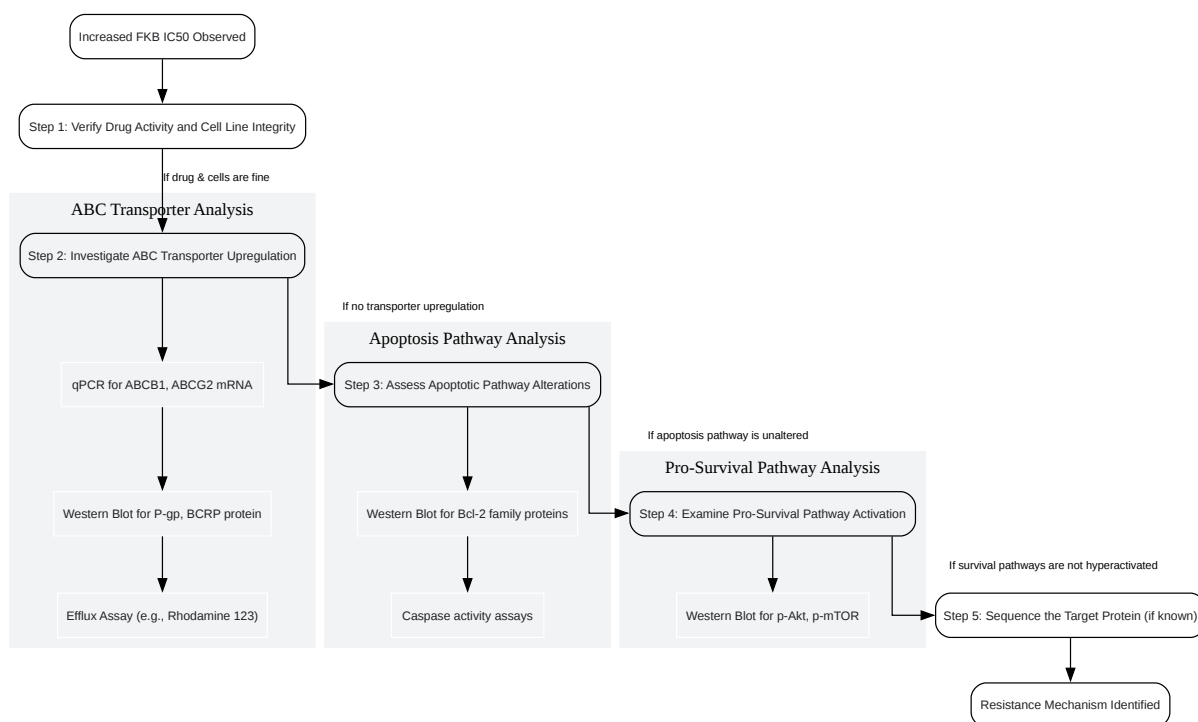 Increased FKB IC50 Observed
Step 1: Verify Drug Activity and Cell Line Integrity
If drug & cells are fine
ABC Transporter Analysis
Step 2: Investigate ABC Transporter Upregulation
If no transporter upregulation
Apoptosis Pathway Analysis
qPCR for ABCB1, ABCG2 mRNA
Step 3: Assess Apoptotic Pathway Alterations
If apoptosis pathway is unaltered
Pro-Survival Pathway Analysis
Western Blot for P-gp, BCRP protein
Western Blot for Bcl-2 family proteins
Step 4: Examine Pro-Survival Pathway Activation
If survival pathways are not hyperactivated
Efflux Assay (e.g., Rhodamine 123)
Caspase activity assays
Western Blot for p-Akt, p-mTOR
Step 5: Sequence the Target Protein (if known)
Resistance Mechanism Identified